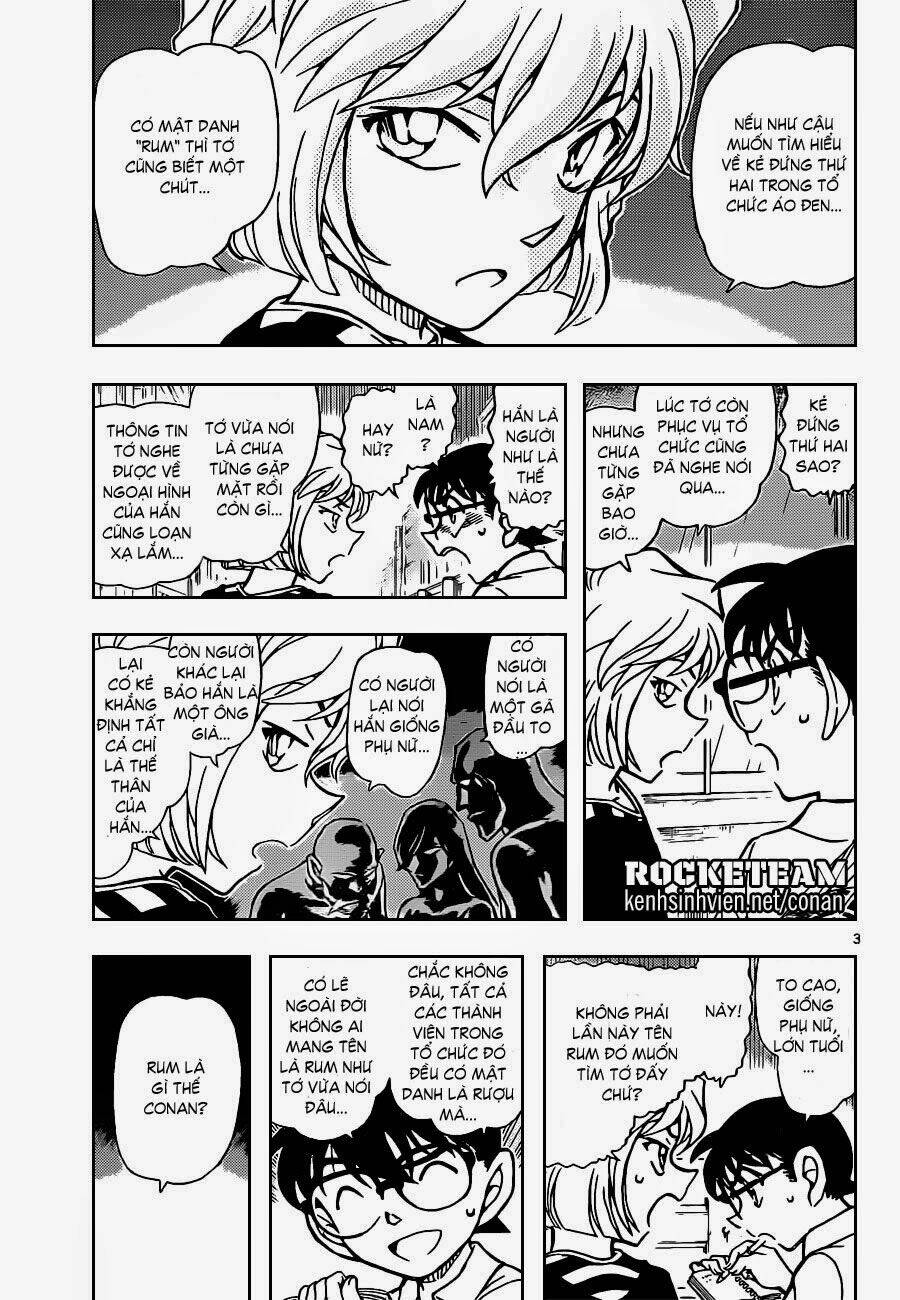 NẾU NHƯ CẬU
MUỐN TÌM HIỂU
VỀ KẺ ĐỨNG THỨ
HAI TRONG TỔ
CHỨC ÁO ĐEN...
CÓ MẬT DANH
"RUM" THÌ TỚ
CŨNG BIẾT MỘT
CHÚT...
KẺ
ĐỨNG
THỨ HAI
SAO?
LÚC TỚ CÒN
PHỤC VỤ TỔ
CHỨC CŨNG
ĐÃ NGHE NÓI
QUA...
NHƯNG
CHƯA
TỪNG
GẶP
BAO
GIỜ...
HẮN LÀ
NGƯỜI
NHƯ LÀ
THẾ
NÀO?
LÀ
NAM
?
HAY
NỮ?
TỚ VỪA NÓI
LÀ CHƯA
TỪNG GẶP
MẶT RỒI
CÒN GÌ...
THÔNG TIN
TỚ NGHE
ĐƯỢC VỀ
NGOẠI HÌNH
CỦA HẮN
CŨNG LOẠN
XẠ LẮM...
CÓ
NGƯỜI
NÓI LÀ
MỘT GÃ
ĐẦU TO
...
CÓ NGƯỜI
LẠI NÓI
HẮN GIỐNG
PHỤ NỮ...
CÒN NGƯỜI
KHÁC LẠI
BẢO HẮN LÀ
MỘT ÔNG
GIÀ...
LẠI
CÓ KẺ
KHẲNG
ĐỊNH TẤT
CẢ CHỈ
LÀ THẾ
THÂN
CỦA
HẮN...
ROCKETEAM
kenhsinhvien.net/conan
3
TO CAO,
GIỐNG
PHỤ NỮ,
LỚN TUỔI
...
NÀY!
KHÔNG PHẢI
LẦN NÀY TÊN
RUM ĐÓ MUỐN
TÌM TỚ ĐẤY
CHỨ?
CHẮC KHÔNG
ĐÂU, TẤT CẢ
CÁC THÀNH
VIÊN TRONG
TỔ CHỨC ĐÓ
ĐỀU CÓ MẬT
DANH LÀ RƯỢU
MÀ...
CÓ LẼ
NGOÀI ĐỜI
KHÔNG AI
MANG TÊN
LÀ RUM NHƯ
TỚ VỪA NÓI
ĐÂU...
RUM LÀ
GÌ THẾ
CONAN?